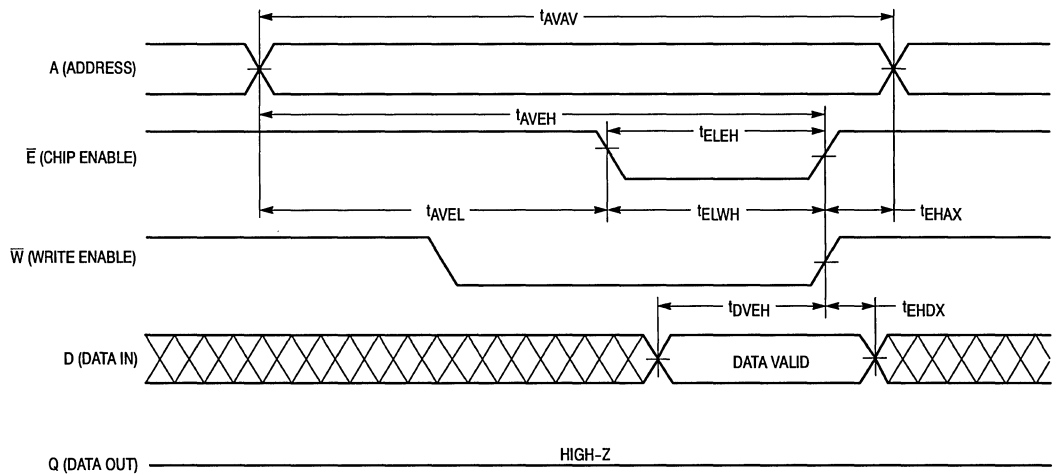 tAVAV
A (ADDRESS)
tAVEH
tELEH
E̅ (CHIP ENABLE)
tAVEL
tELWH
tEHAX
W̅ (WRITE ENABLE)
tDVEH
tEHDX
D (DATA IN)
DATA VALID
HIGH–Z
Q (DATA OUT)